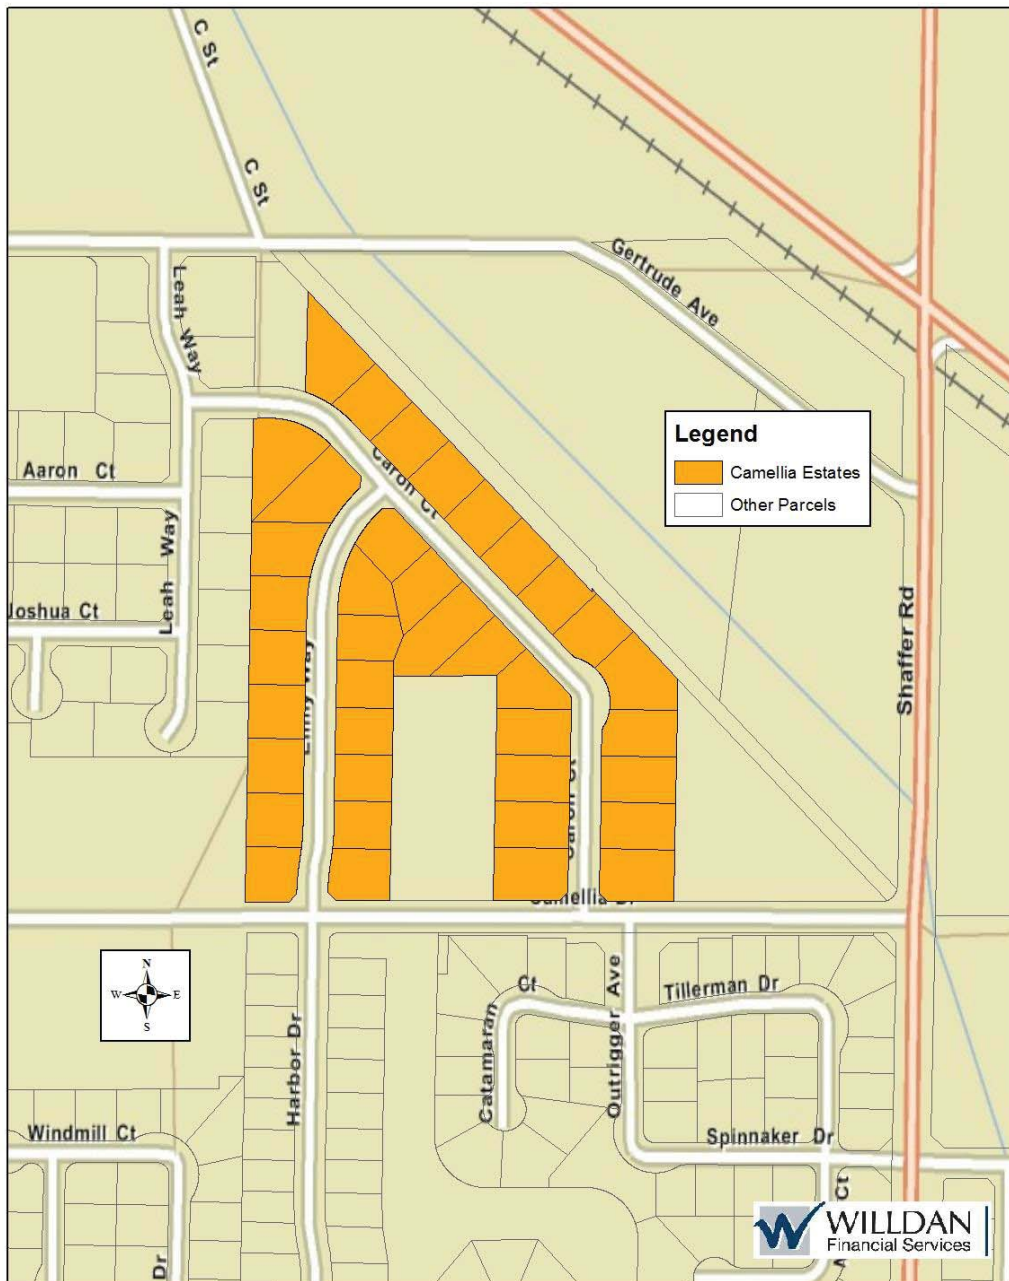 C St
C St
Gertrude Ave
Leah Way
Legend
Camellia Estates
Other Parcels
Caron Ct
Aaron Ct
Leah Way
Joshua Ct
Shaffer Rd
Way
Ct
N
W E
S
Catamaran Ct
Outrigger Ave
Tillerman Dr
Harbor Dr
Windmill Ct
Spinnaker Dr
Ct
Dr
WILLDAN
Financial Services